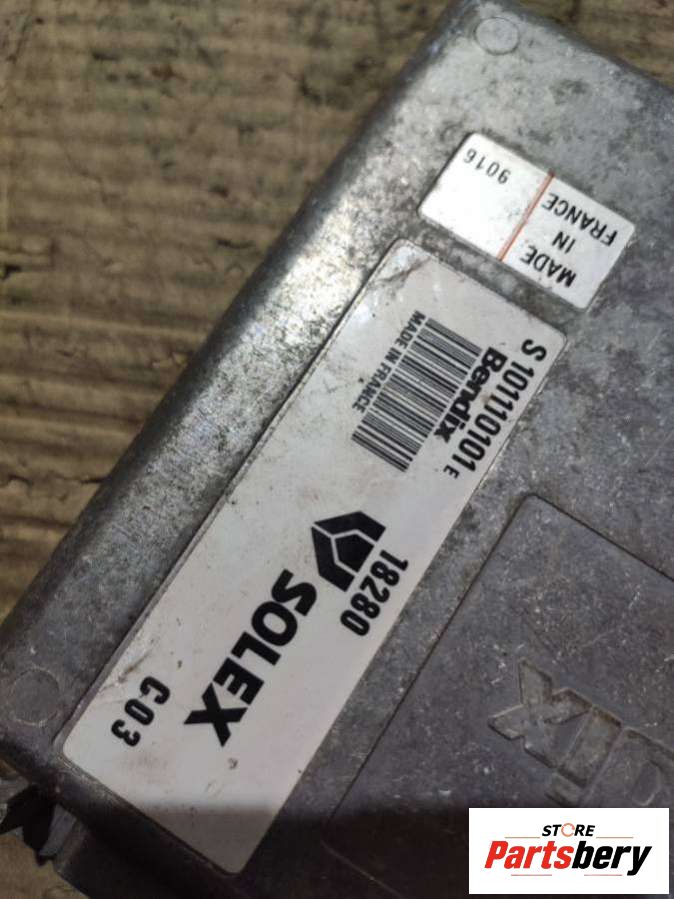 MADE
IN
FRANCE
9016
S 101110101 E
Bendix
MADE IN FRANCE
18280
SOLEX
C03
STORE
Partsbery